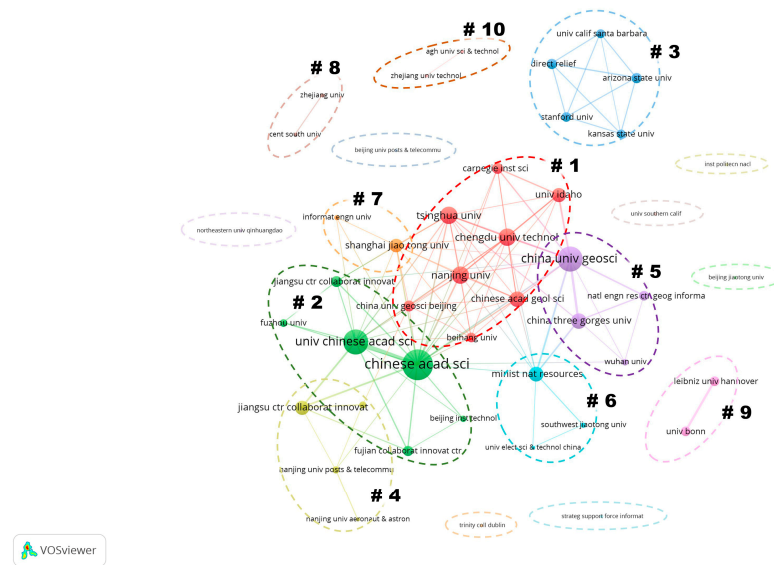 # 10
agh univ sci & technol
zhejiang univ technol
# 3
univ calif santa barbara
direct relief
arizona state univ
stanford univ
kansas state univ
# 8
zhejiang univ
cent south univ
beijing univ posts & telecommu
inst politecn nacl
# 1
carnegie inst sci
univ idaho
tsinghua univ
chengdu univ technol
nanjing univ
chinese acad geol sci
china univ geosci beijing
beihang univ
# 7
informat engn univ
shanghai jiao tong univ
northeastern univ qinhuangdao
univ southern calif
beijing jiaotong univ
china univ geosci
# 5
natl engn res ctr geog informa
china three gorges univ
wuhan univ
# 2
jiangsu ctr collaborat innovat
fuzhou univ
univ chinese acad sci
chinese acad sci
beijing inst technol
fujian collaborat innovat ctr
minist nat resources
# 6
southwest jiaotong univ
univ elect sci & technol china
leibniz univ hannover
# 9
univ bonn
jiangsu ctr collaborat innovat
nanjing univ posts & telecommu
# 4
nanjing univ aeronaut & astron
trinity coll dublin
strateg support force informat
VOSviewer